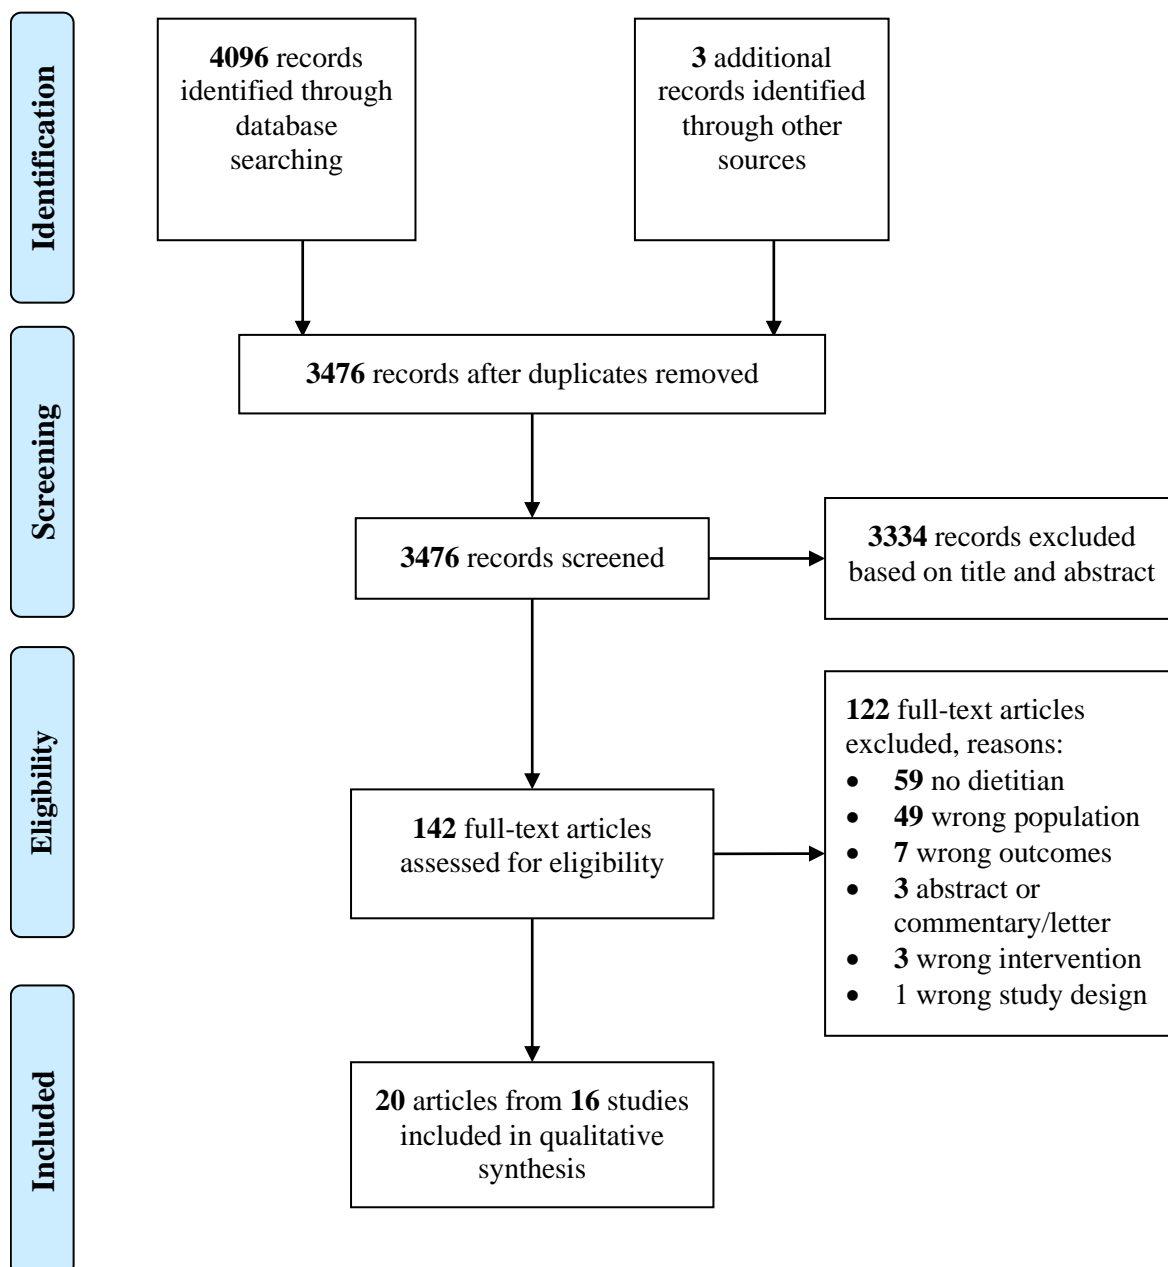 Identification
4096 records
identified through
database
searching
3 additional
records identified
through other
sources
Screening
3476 records after duplicates removed
3476 records screened
3334 records excluded
based on title and abstract
Eligibility
142 full-text articles
assessed for eligibility
122 full-text articles
excluded, reasons:
• 59 no dietitian
• 49 wrong population
• 7 wrong outcomes
• 3 abstract or
commentary/letter
• 3 wrong intervention
• 1 wrong study design
Included
20 articles from 16 studies
included in qualitative
synthesis